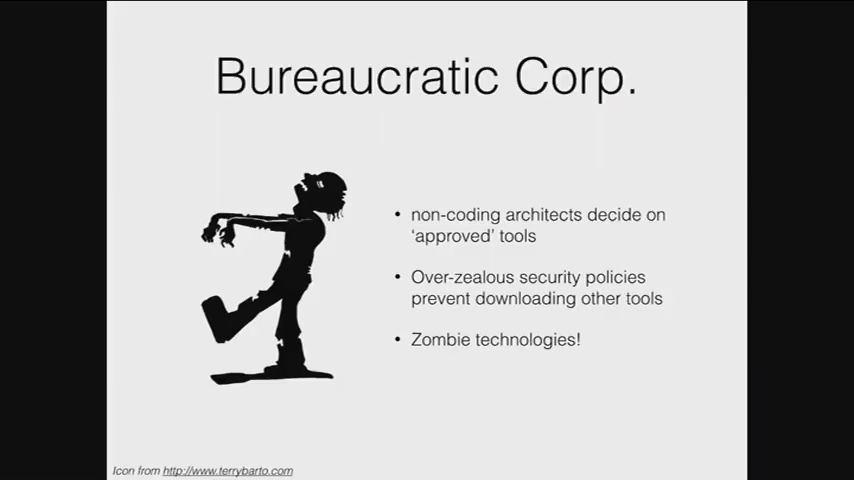 Bureaucratic Corp.
• non-coding architects decide on
'approved' tools
• Over-zealous security policies
prevent downloading other tools
• Zombie technologies!
Icon from http://www.terrybarto.com